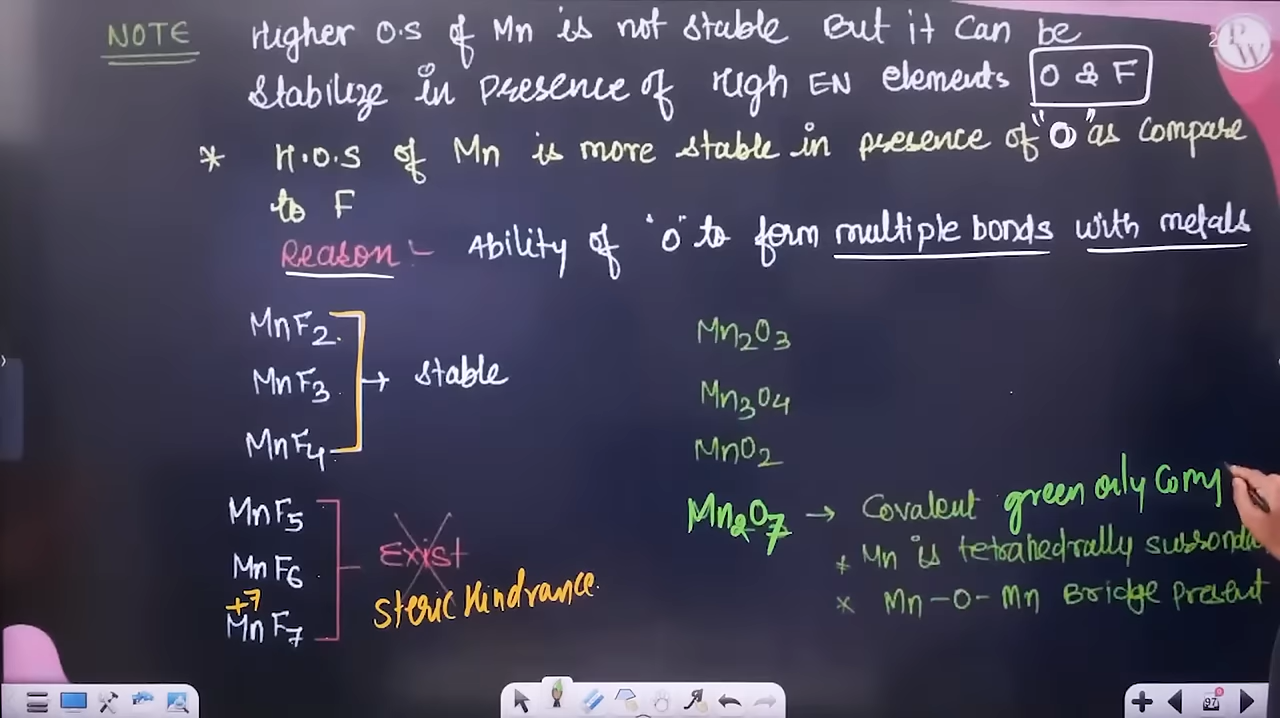 NOTE Higher O.S of Mn is not stable But it can be
Stabilize in presence of High EN elements O & F
* H.O.S of Mn is more stable in presence of "O" as compare
to F
Reason :- Ability of "O" to form multiple bonds with metals
MnF2
MnF3 → stable
MnF4
MnF5
MnF6 Exist
+7
MnF7 Steric Hindrance
Mn2O3
Mn3O4
MnO2
Mn2O7 → Covalent green oily Comp
* Mn is tetrahedrally
× Mn-O-Mn Bridge Present
PW
97